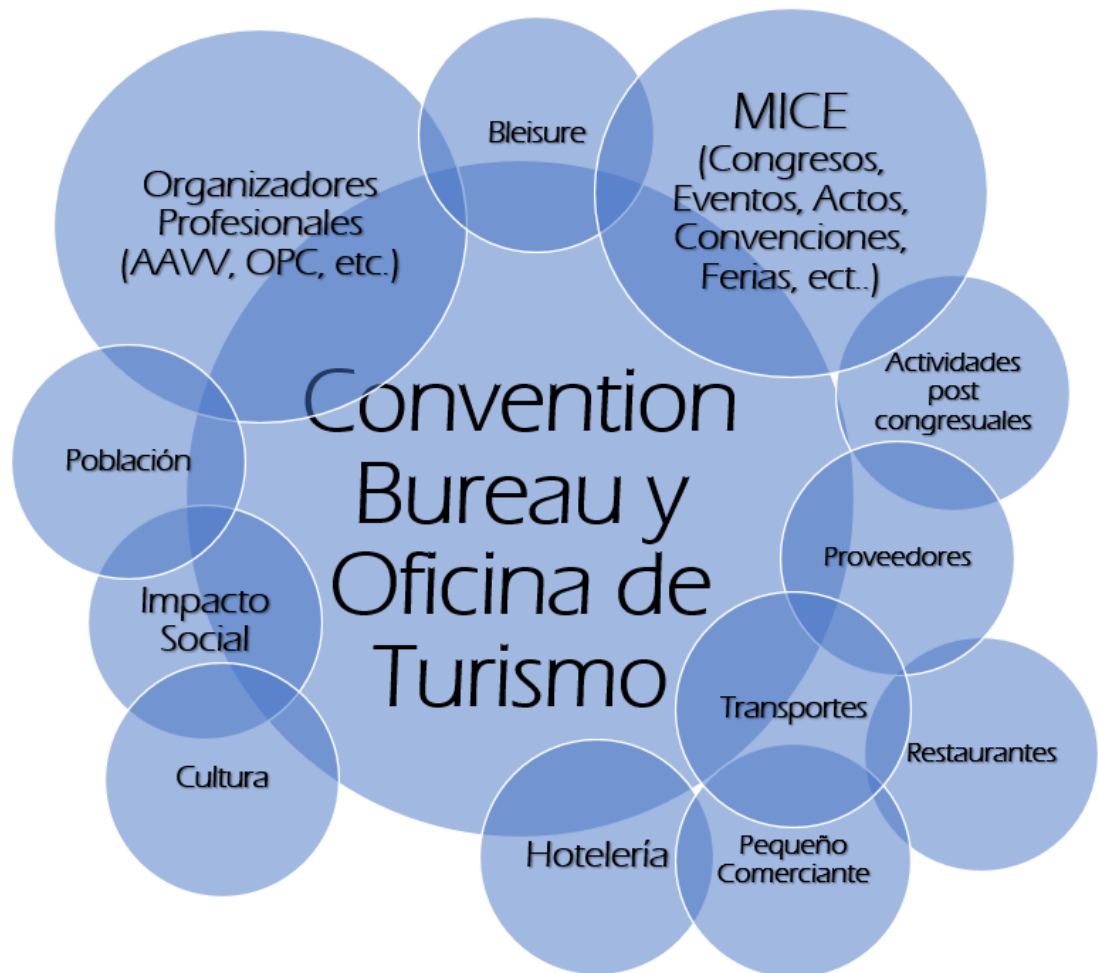 Bleisure
MICE
(Congresos,
Eventos, Actos,
Convenciones,
Ferias, ect..)
Organizadores
Profesionales
(AAVV, OPC, etc.)
Actividades
post
congresuales
Convention
Bureau y
Oficina de
Turismo
Población
Proveedores
Impacto
Social
Transportes
Restaurantes
Cultura
Hotelería
Pequeño
Comerciante